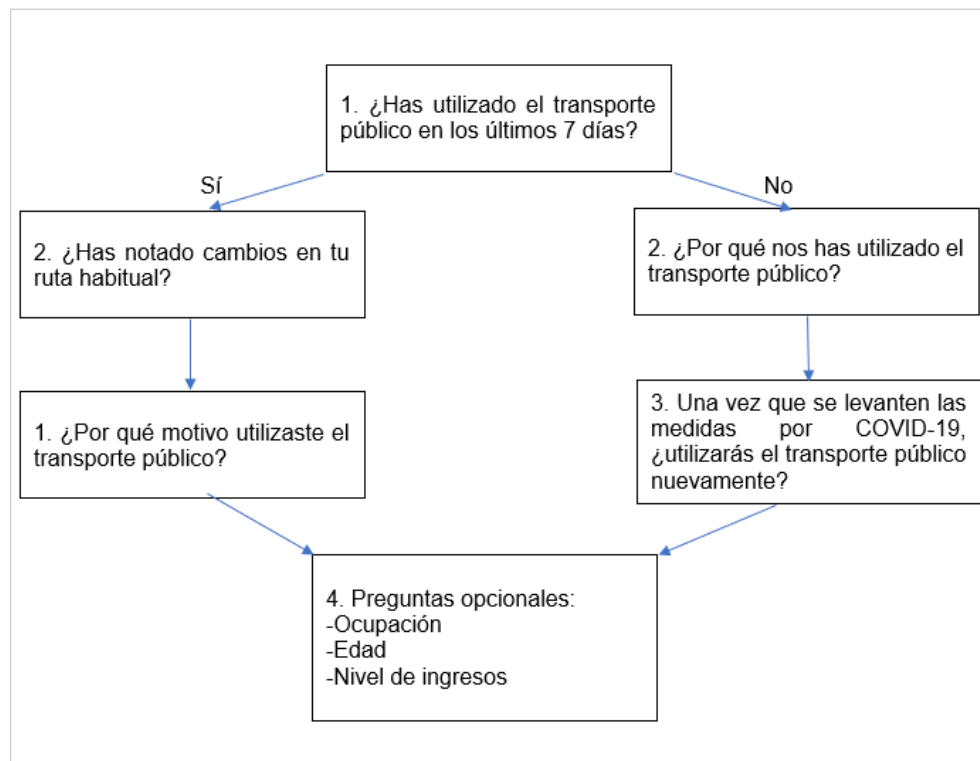 1. ¿Has utilizado el transporte
público en los últimos 7 días?
Sí
No
2. ¿Has notado cambios en tu
ruta habitual?
2. ¿Por qué nos has utilizado el
transporte público?
1. ¿Por qué motivo utilizaste el
transporte público?
3. Una vez que se levanten las
medidas por COVID-19,
¿utilizarás el transporte público
nuevamente?
4. Preguntas opcionales:
-Ocupación
-Edad
-Nivel de ingresos